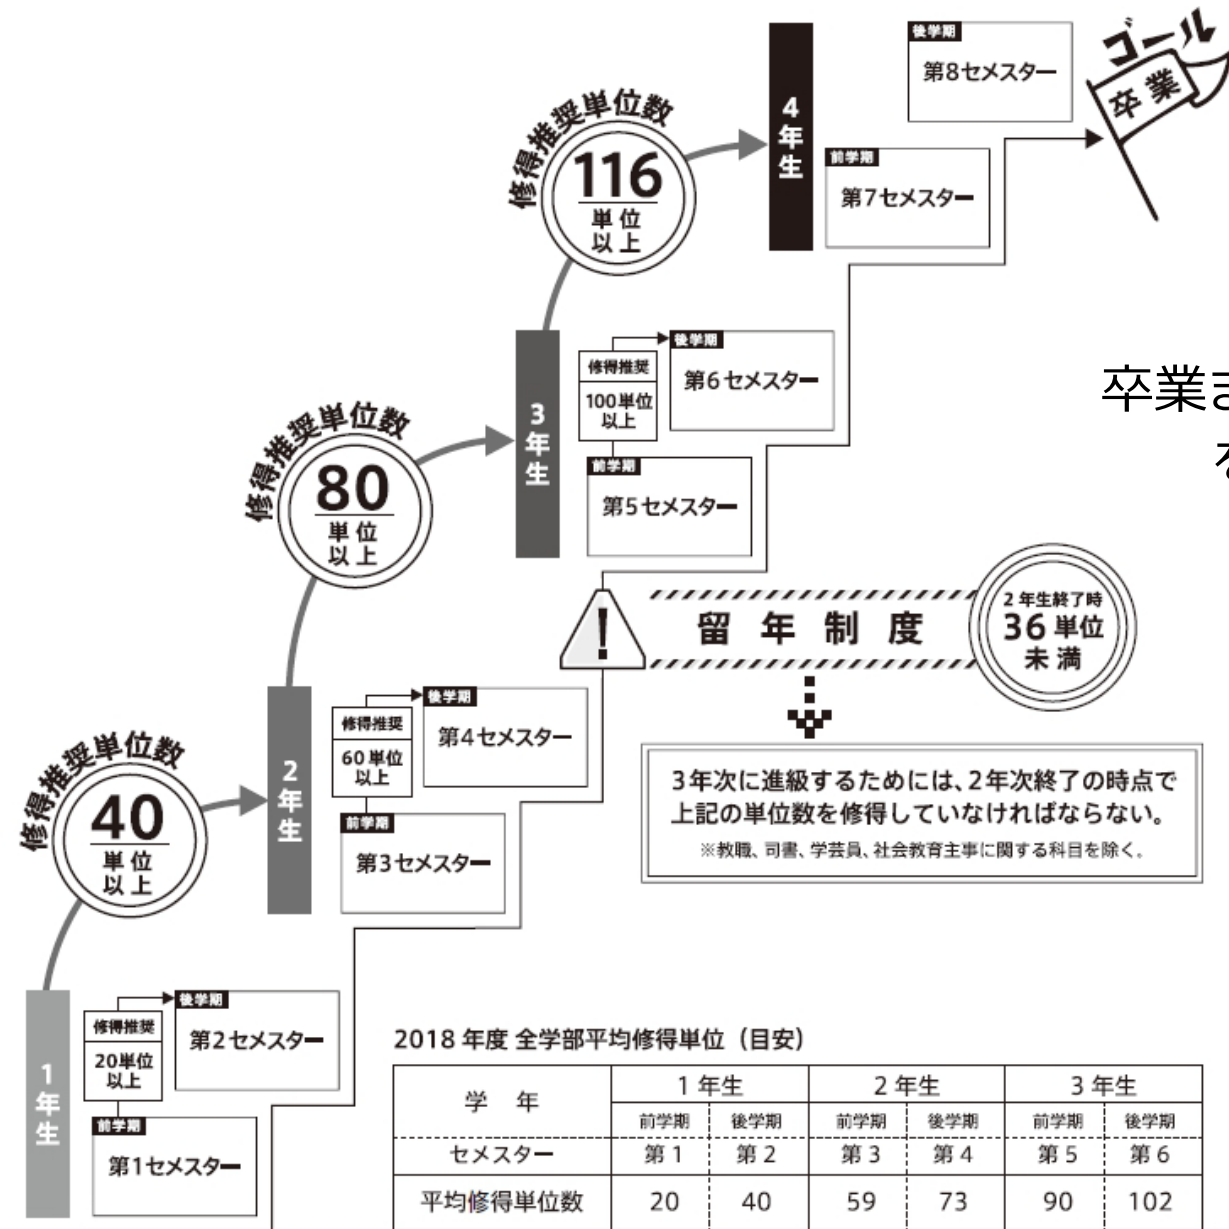 ゴール
卒業
後学期
第8セメスター
4年生
前学期
第7セメスター
修得推奨単位数
116
単位
以上
後学期
第6セメスター
修得推奨
100単位
以上
3年生
前学期
第5セメスター
卒業ま
修得推奨単位数
80
単位
以上
留年制度
2年生終了時
36単位
未満
3年次に進級するためには、2年次終了の時点で
上記の単位数を修得していなければならない。
※教職、司書、学芸員、社会教育主事に関する科目を除く。
後学期
第4セメスター
修得推奨
60単位
以上
2年生
前学期
第3セメスター
修得推奨単位数
40
単位
以上
後学期
第2セメスター
修得推奨
20単位
以上
1年生
前学期
第1セメスター
2018年度 全学部平均修得単位（目安）
学 年 1年生 2年生 3年生
前学期 後学期 前学期 後学期 前学期 後学期
セメスター 第1 第2 第3 第4 第5 第6
平均修得単位数 20 40 59 73 90 102